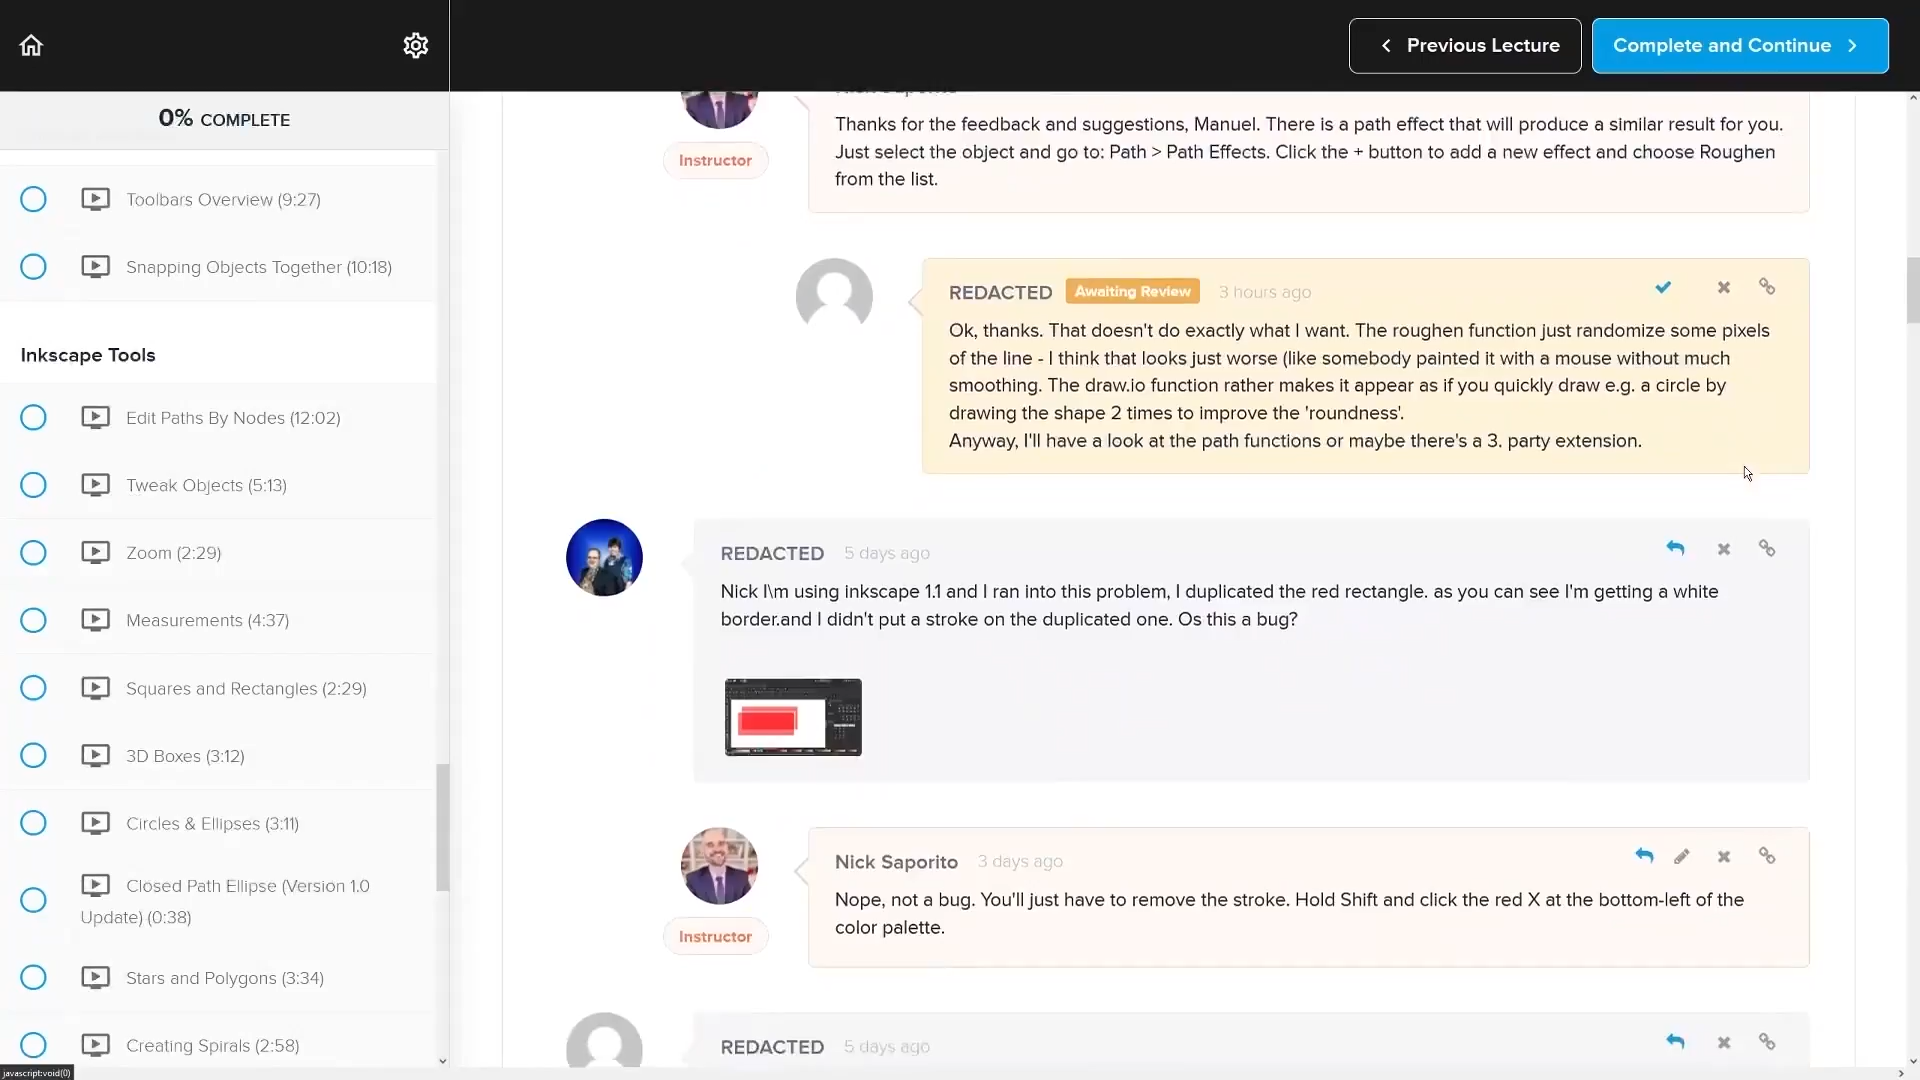 Previous Lecture
Complete and Continue
0% COMPLETE
Toolbars Overview (9:27)
Snapping Objects Together (10:18)
Inkscape Tools
Edit Paths By Nodes (12:02)
Tweak Objects (5:13)
Zoom (2:29)
Measurements (4:37)
Squares and Rectangles (2:29)
3D Boxes (3:12)
Circles & Ellipses (3:11)
Closed Path Ellipse (Version 1.0
Update) (0:38)
Stars and Polygons (3:34)
Creating Spirals (2:58)
javascript:void(0)
Instructor
Thanks for the feedback and suggestions, Manuel. There is a path effect that will produce a similar result for you.
Just select the object and go to: Path > Path Effects. Click the + button to add a new effect and choose Roughen
from the list.
REDACTED Awaiting Review 3 hours ago
Ok, thanks. That doesn't do exactly what I want. The roughen function just randomize some pixels
of the line - I think that looks just worse (like somebody painted it with a mouse without much
smoothing. The draw.io function rather makes it appear as if you quickly draw e.g. a circle by
drawing the shape 2 times to improve the 'roundness'.
Anyway, I'll have a look at the path functions or maybe there's a 3. party extension.
REDACTED 5 days ago
Nick I\m using inkscape 1.1 and I ran into this problem, I duplicated the red rectangle. as you can see I'm getting a white
border.and I didn't put a stroke on the duplicated one. Os this a bug?
Nick Saporito 3 days ago
Instructor
Nope, not a bug. You'll just have to remove the stroke. Hold Shift and click the red X at the bottom-left of the
color palette.
REDACTED 5 days ago